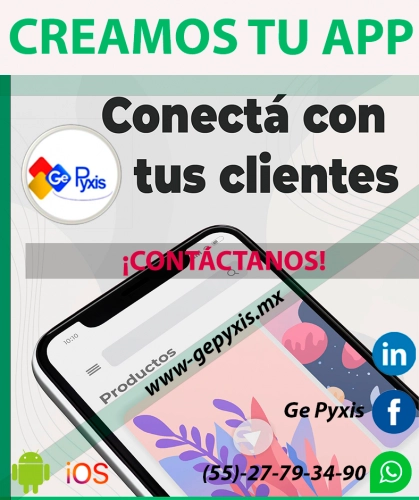 CREAMOS TU APP
Conectá con
tus clientes
Ge Pyxis
¡CONTÁCTANOS!
10:10
Productos
www-gepyxis.mx
in
Ge Pyxis
f
(55)-27-79-34-90
iOS